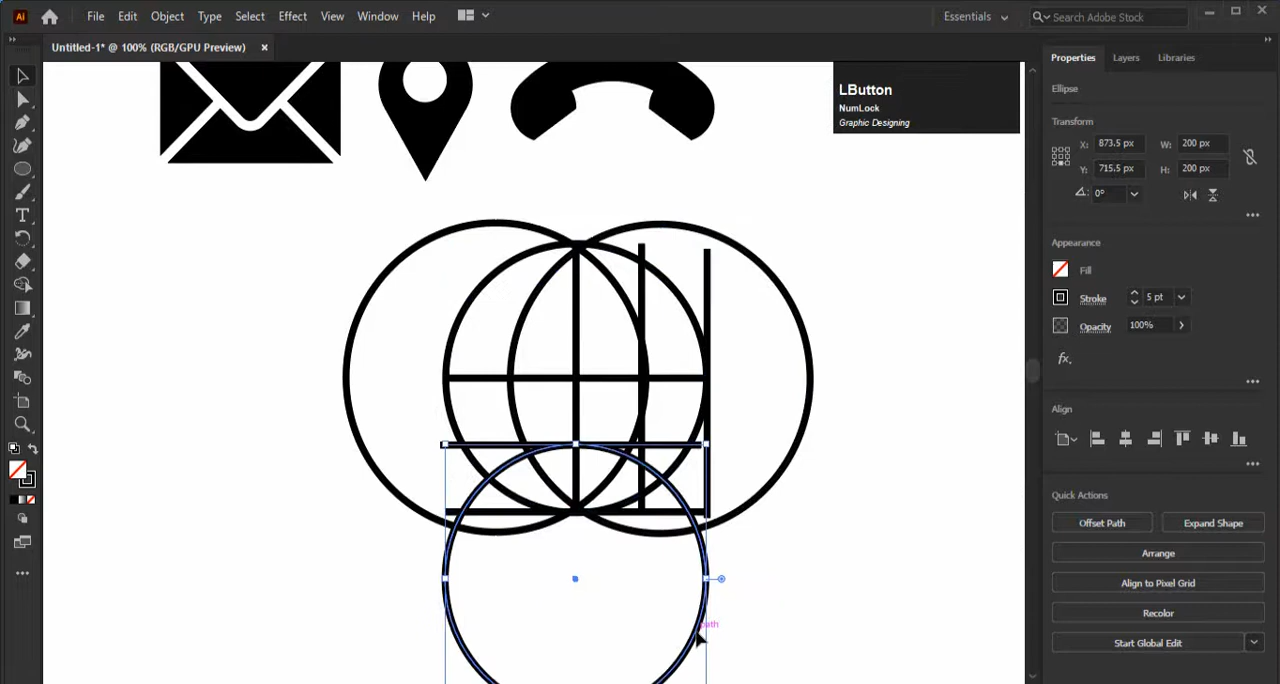 Ai File Edit Object Type Select Effect View Window Help Essentials Search Adobe Stock
Untitled-1* @ 100% (RGB/GPU Preview) ×
Properties Layers Libraries
LButton
NumLock
Graphic Designing
Ellipse
Transform
X: 873.5 px W: 200 px
Y: 715.5 px H: 200 px
0°
Appearance
Fill
Stroke 5 pt
Opacity 100%
fx.
Align
Quick Actions
Offset Path Expand Shape
Arrange
Align to Pixel Grid
Recolor
Start Global Edit
path